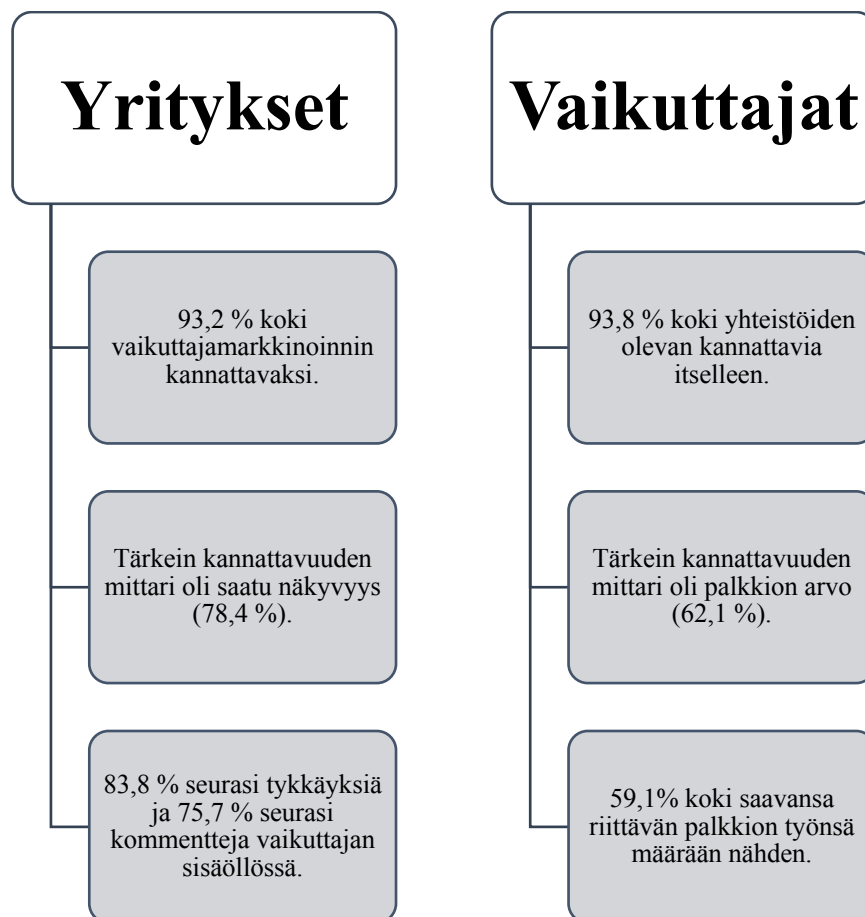 Yritykset
93,2 % koki
vaikuttajamarkkinoinnin
kannattavaksi.
Tärkein kannattavuuden
mittari oli saatu näkyvyys
(78,4 %).
83,8 % seurasi tykkäyksiä
ja 75,7 % seurasi
kommentteja vaikuttajan
sisäöllössä.
Vaikuttajat
93,8 % koki yhteistöiden
olevan kannattavia
itselleen.
Tärkein kannattavuuden
mittari oli palkkion arvo
(62,1 %).
59,1% koki saavansa
riittävän palkkion työnsä
määrään nähden.